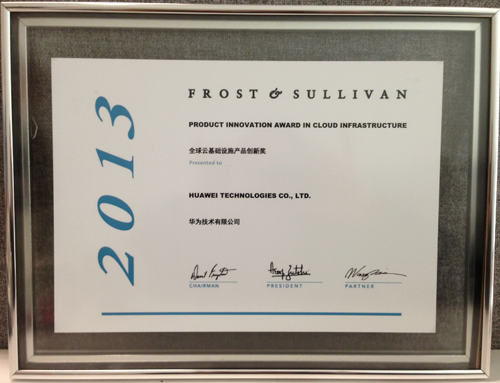 2013
FROST & SULLIVAN
PRODUCT INNOVATION AWARD IN CLOUD INFRASTRUCTURE
全球云基础设施产品创新奖
Presented to
HUAWEI TECHNOLOGIES CO., LTD.
华为技术有限公司
CHAIRMAN
PRESIDENT
PARTNER